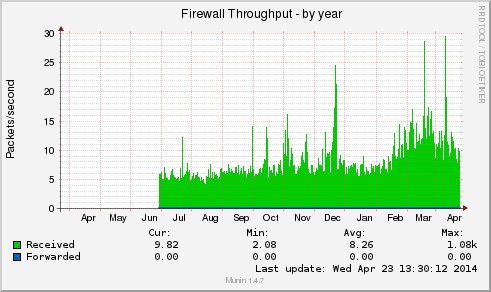 Firewall Throughput - by year
RRDTOOL / TOBI OETIKER
Packets/second
30
25
20
15
10
5
0
Apr May Jun Jul Aug Sep Oct Nov Dec Jan Feb Mar Apr
Cur: Min: Avg: Max:
Received 9.82 2.08 8.26 1.08k
Forwarded 0.00 0.00 0.00 0.00
Last update: Wed Apr 23 13:30:12 2014
Munin 1.4.7